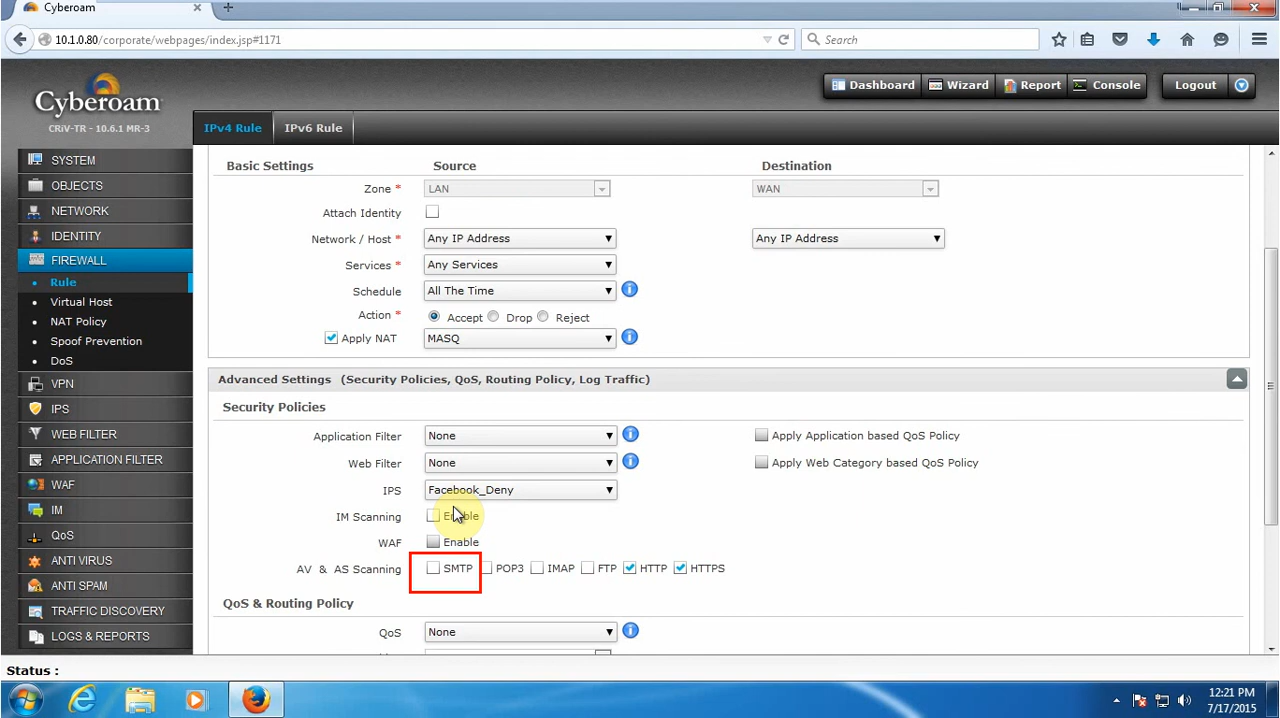 Cyberoam
10.1.0.80/corporate/webpages/index.jsp#1171
Search
Cyberoam
CRiV-TR - 10.6.1 MR-3
Dashboard
Wizard
Report
Console
Logout
IPv4 Rule
IPv6 Rule
SYSTEM
OBJECTS
NETWORK
IDENTITY
FIREWALL
Rule
Virtual Host
NAT Policy
Spoof Prevention
DoS
VPN
IPS
WEB FILTER
APPLICATION FILTER
WAF
IM
QoS
ANTI VIRUS
ANTI SPAM
TRAFFIC DISCOVERY
LOGS & REPORTS
Basic Settings Source Destination
Zone * LAN WAN
Attach Identity
Network / Host * Any IP Address Any IP Address
Services * Any Services
Schedule All The Time
Action * Accept Drop Reject
Apply NAT MASQ
Advanced Settings (Security Policies, QoS, Routing Policy, Log Traffic)
Security Policies
Application Filter None Apply Application based QoS Policy
Web Filter None Apply Web Category based QoS Policy
IPS Facebook_Deny
IM Scanning Enable
WAF Enable
AV & AS Scanning SMTP POP3 IMAP FTP HTTP HTTPS
QoS & Routing Policy
QoS None
Status :
12:21 PM
7/17/2015